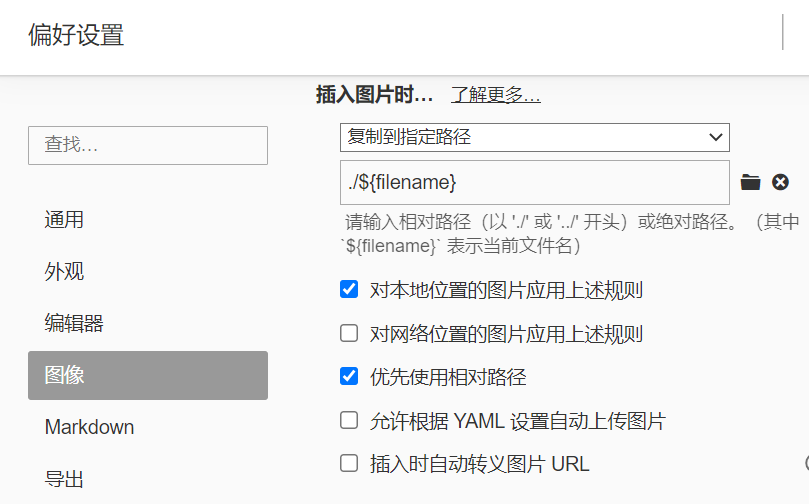 偏好设置
插入图片时… 了解更多…
查找…
复制到指定路径
./${filename}
请输入相对路径（以 './' 或 '../' 开头）或绝对路径。（其中
`${filename}` 表示当前文件名）
通用
外观
编辑器
图像
Markdown
导出
对本地位置的图片应用上述规则
对网络位置的图片应用上述规则
优先使用相对路径
允许根据 YAML 设置自动上传图片
插入时自动转义图片 URL